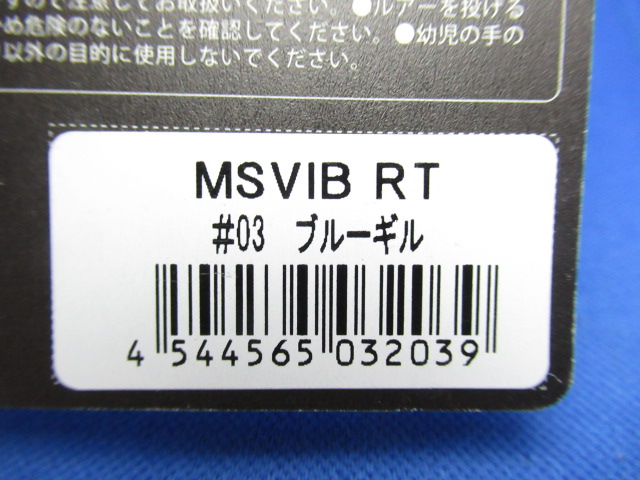 すので注意してお取扱いください。●ルアーを投げる
め危険のないことを確認してください。●幼児の手の
以外の目的に使用しないでください。
MSVIB RT
#03 ブルーギル
4 544565 032039